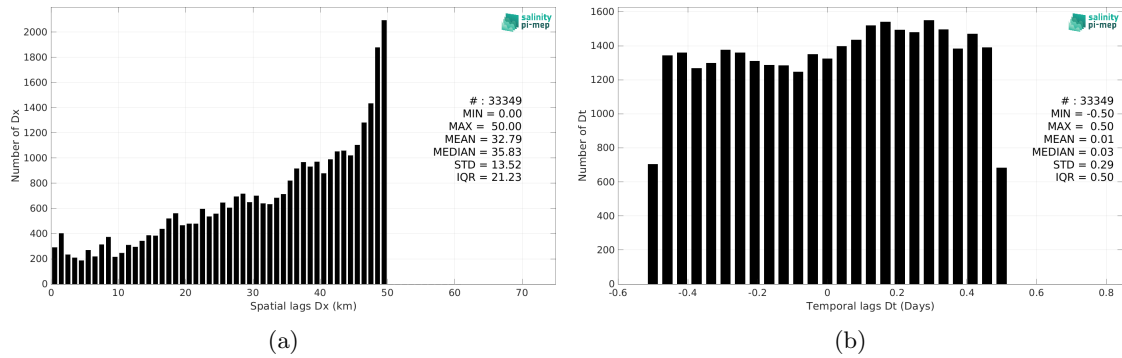 2000
1800
1600
1400
1200
1000
800
600
400
200
0
Number of Dx
0 10 20 30 40 50 60 70
Spatial lags Dx (km)
salinity
pi-mep
# : 33349
MIN = 0.00
MAX = 50.00
MEAN = 32.79
MEDIAN = 35.83
STD = 13.52
IQR = 21.23
(a)
1600
1400
1200
1000
800
600
400
200
0
Number of Dt
-0.6 -0.4 -0.2 0 0.2 0.4 0.6 0.8
Temporal lags Dt (Days)
salinity
pi-mep
# : 33349
MIN = -0.50
MAX = 0.50
MEAN = 0.01
MEDIAN = 0.03
STD = 0.29
IQR = 0.50
(b)